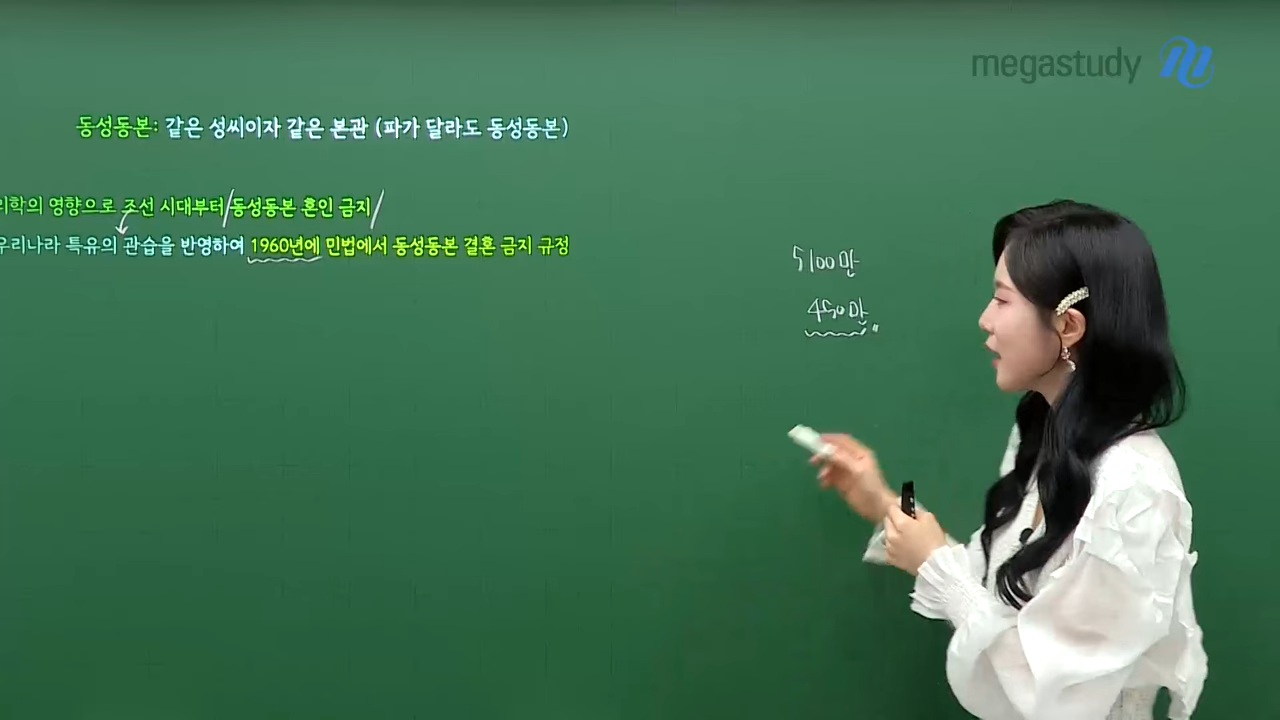 megastudy
동성동본: 같은 성씨이자 같은 본관 (파가 달라도 동성동본)
리학의 영향으로 조선 시대부터 동성동본 혼인 금지
우리나라 특유의 관습을 반영하여 1960년에 민법에서 동성동본 결혼 금지 규정
5100만
450만